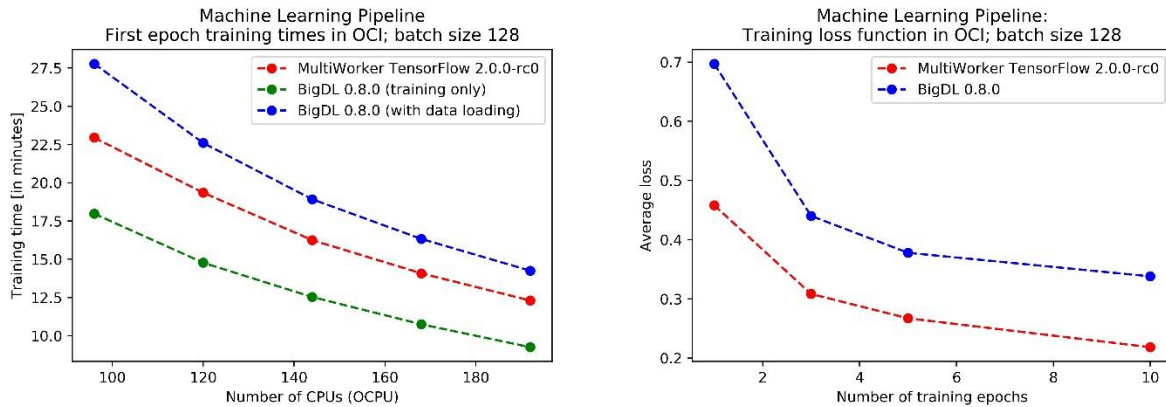 Machine Learning Pipeline
First epoch training times in OCI; batch size 128
27.5
25.0
22.5
20.0
17.5
15.0
12.5
10.0
Training time [in minutes]
MultiWorker TensorFlow 2.0.0-rc0
BigDL 0.8.0 (training only)
BigDL 0.8.0 (with data loading)
100 120 140 160 180
Number of CPUs (OCPU)
Machine Learning Pipeline:
Training loss function in OCI; batch size 128
0.7
0.6
0.5
0.4
0.3
0.2
Average loss
MultiWorker TensorFlow 2.0.0-rc0
BigDL 0.8.0
2 4 6 8 10
Number of training epochs